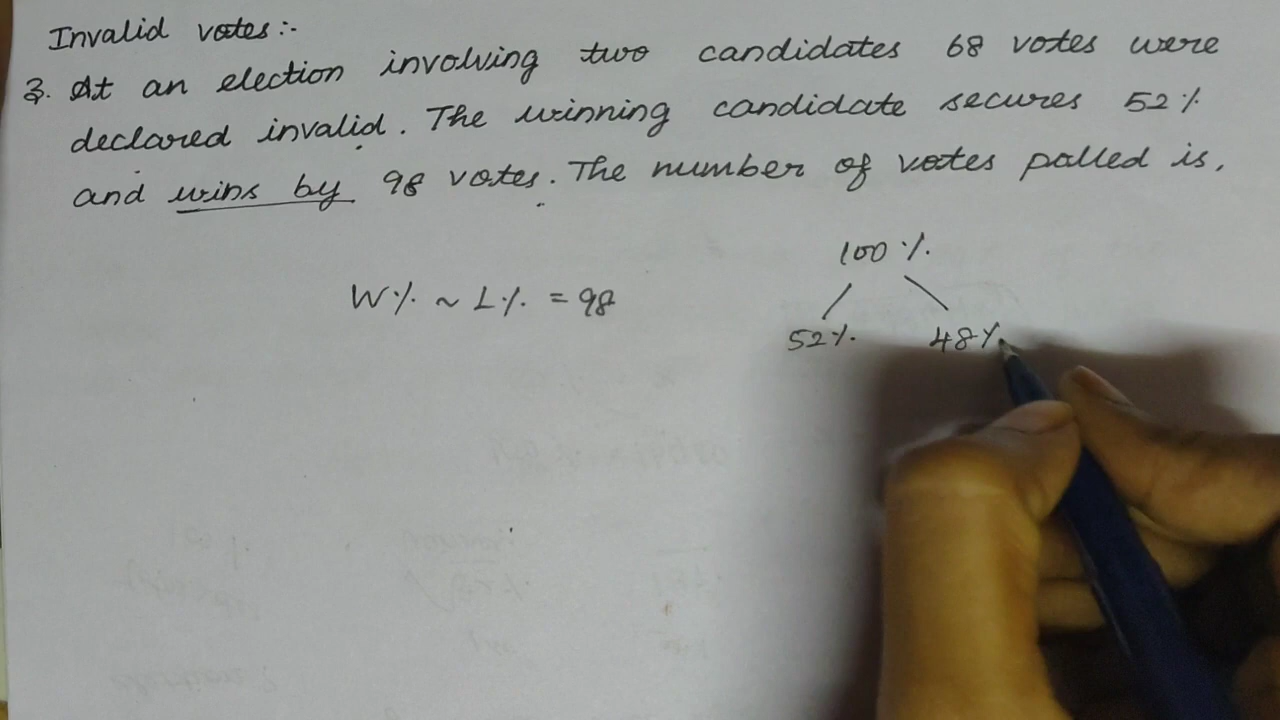 Invalid votes:-
3. At an election involving two candidates 68 votes were
declared invalid. The winning candidate secures 52%
and wins by 98 votes. The number of votes polled is.
100%
W% ~ L% = 98
52% 48%